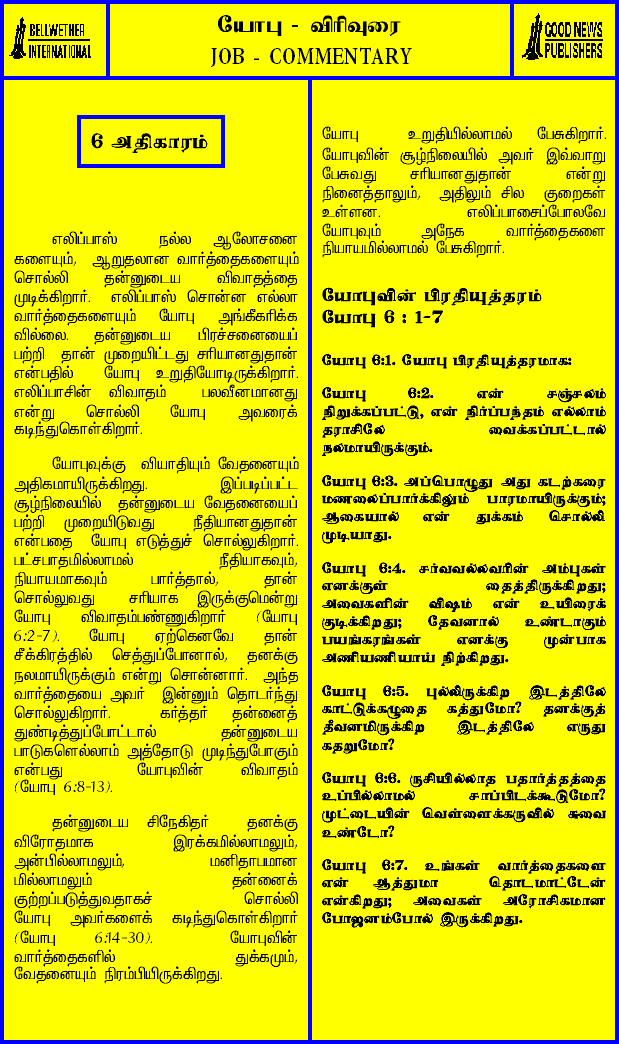 BELLWETHER
INTERNATIONAL
யோபு - விரிவுரை
JOB - COMMENTARY
GOOD NEWS
PUBLISHERS
6 அதிகாரம்
எலிப்பாஸ் நல்ல ஆலோசனை
களையும், ஆறுதலான வார்த்தைகளையும்
சொல்லி தன்னுடைய விவாதத்தை
முடிக்கிறார். எலிப்பாஸ் சொன்ன எல்லா
வார்த்தைகளையும் யோபு அங்கீகரிக்க
வில்லை. தன்னுடைய பிரச்சனையைப்
பற்றி தான் முறையிட்டது சரியானதுதான்
என்பதில் யோபு உறுதியோடிருக்கிறார்.
எலிப்பாசின் விவாதம் பலவீனமானது
என்று சொல்லி யோபு அவரைக்
கடிந்துகொள்கிறார்.
யோபுவுக்கு வியாதியும் வேதனையும்
அதிகமாயிருக்கிறது. இப்படிப்பட்ட
சூழ்நிலையில் தன்னுடைய வேதனையைப்
பற்றி முறையிடுவது நீதியானதுதான்
என்பதை யோபு எடுத்துச் சொல்லுகிறார்.
பட்சபாதமில்லாமல் நீதியாகவும்,
நியாயமாகவும் பார்த்தால், தான்
சொல்லுவது சரியாக இருக்குமென்று
யோபு விவாதம்பண்ணுகிறார் (யோபு
6:2-7). யோபு ஏற்கெனவே தான்
சீக்கிரத்தில் செத்துப்போனால், தனக்கு
நலமாயிருக்கும் என்று சொன்னார். அந்த
வார்த்தையை அவர் இன்னும் தொடர்ந்து
சொல்லுகிறார். கர்த்தர் தன்னைத்
துண்டித்துப்போட்டால் தன்னுடைய
பாடுகளெல்லாம் அத்தோடு முடிந்துபோகும்
என்பது யோபுவின் விவாதம்
(யோபு 6:8-13).
தன்னுடைய சிநேகிதர் தனக்கு
விரோதமாக இரக்கமில்லாமலும்,
அன்பில்லாமலும், மனிதாபமான
மில்லாமலும் தன்னைக்
குற்றப்படுத்துவதாகச் சொல்லி
யோபு அவர்களைக் கடிந்துகொள்கிறார்
(யோபு 6:14-30). யோபுவின்
வார்த்தைகளில் துக்கமும்,
வேதனையும் நிரம்பியிருக்கிறது.
யோபு உறுதியில்லாமல் பேசுகிறார்.
யோபுவின் சூழ்நிலையில் அவர் இவ்வாறு
பேசுவது சரியானதுதான் என்று
நினைத்தாலும், அதிலும் சில குறைகள்
உள்ளன. எலிப்பாசைப்போலவே
யோபுவும் அநேக வார்த்தைகளை
நியாயமில்லாமல் பேசுகிறார்.
யோபுவின் பிரதியுத்தரம்
யோபு 6 : 1-7
யோபு 6:1. யோபு பிரதியுத்தரமாக:
யோபு 6:2. என் சஞ்சலம்
நிறுக்கப்பட்டு, என் நிர்ப்பந்தம் எல்லாம்
தராசிலே வைக்கப்பட்டால்
நலமாயிருக்கும்.
யோபு 6:3. அப்பொழுது அது கடற்கரை
மணலைப்பார்க்கிலும் பாரமாயிருக்கும்;
ஆகையால் என் துக்கம் சொல்லி
முடியாது.
யோபு 6:4. சர்வவல்லவரின் அம்புகள்
எனக்குள் தைத்திருக்கிறது;
அவைகளின் விஷம் என் உயிரைக்
குடிக்கிறது; தேவனால் உண்டாகும்
பயங்கரங்கள் எனக்கு முன்பாக
அணியணியாய் நிற்கிறது.
யோபு 6:5. புல்லிருக்கிற இடத்திலே
காட்டுக்கழுதை கத்துமோ? தனக்குத்
தீவனமிருக்கிற இடத்திலே எருது
கதறுமோ?
யோபு 6:6. ருசியில்லாத பதார்த்தத்தை
உப்பில்லாமல் சாப்பிடக்கூடுமோ?
முட்டையின் வெள்ளைக்கருவில் சுவை
உண்டோ?
யோபு 6:7. உங்கள் வார்த்தைகளை
என் ஆத்துமா தொடமாட்டேன்
என்கிறது; அவைகள் அரோசிகமான
போஜனம்போல் இருக்கிறது.